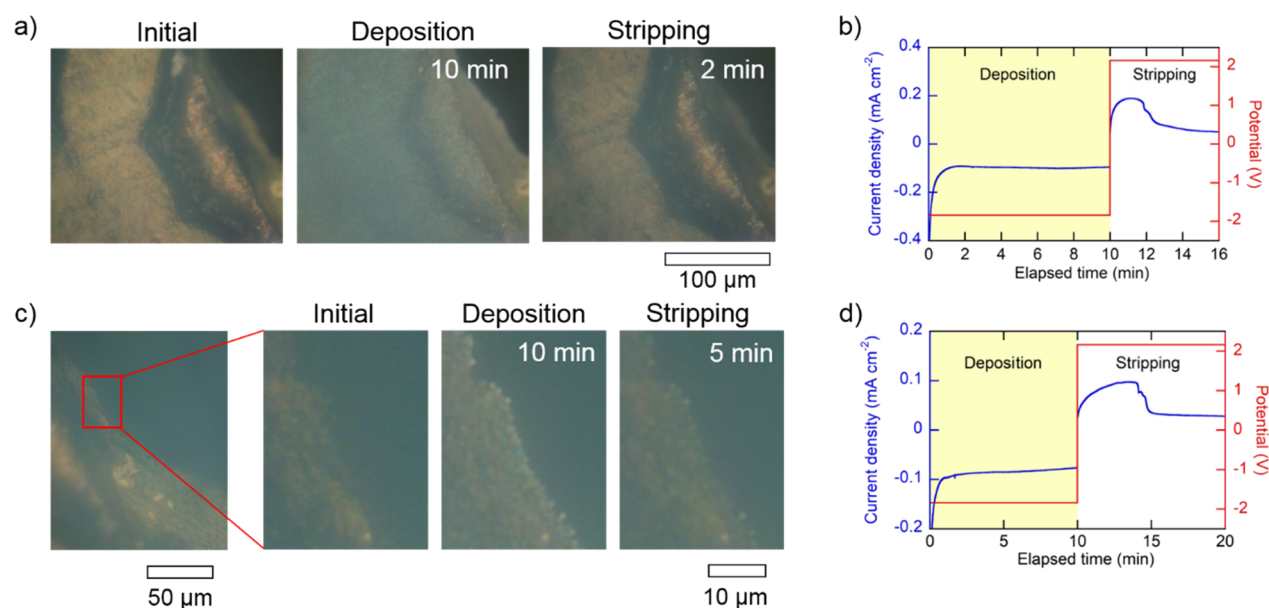 a)
Initial
Deposition
Stripping
10 min
2 min
100 μm
b)
0.4
0.2
0
-0.2
-0.4
Current density (mA cm-2)
Deposition
Stripping
2
1
0
-1
-2
Potential (V)
0 2 4 6 8 10 12 14 16
Elapsed time (min)
c)
Initial
Deposition
Stripping
10 min
5 min
50 μm
10 μm
d)
0.2
0.1
0
-0.1
-0.2
Current density (mA cm-2)
Deposition
Stripping
2
1
0
-1
-2
Potential (V)
0 5 10 15 20
Elapsed time (min)